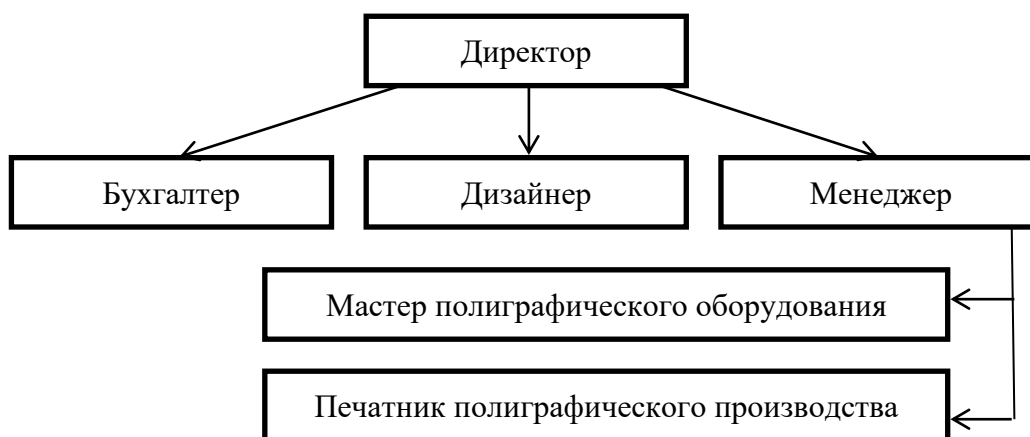 Директор
Бухгалтер
Дизайнер
Менеджер
Мастер полиграфического оборудования
Печатник полиграфического производства